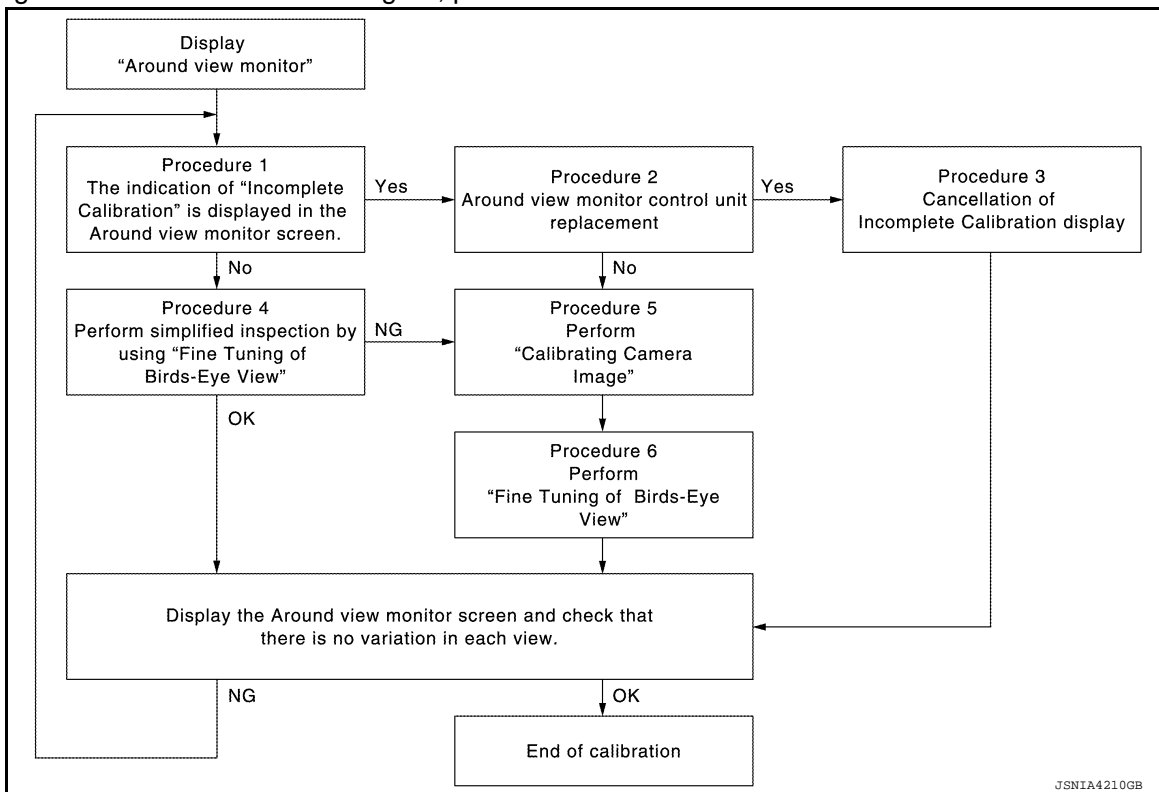 Display
“Around view monitor”
Procedure 1
The indication of “Incomplete
Calibration” is displayed in the
Around view monitor screen.
Yes
Procedure 2
Around view monitor control unit
replacement
Yes
Procedure 3
Cancellation of
Incomplete Calibration display
No
No
Procedure 4
Perform simplified inspection by
using “Fine Tuning of
Birds-Eye View”
NG
Procedure 5
Perform
“Calibrating Camera
Image”
OK
Procedure 6
Perform
“Fine Tuning of Birds-Eye
View”
Display the Around view monitor screen and check that
there is no variation in each view.
NG
OK
End of calibration
JSNIA4210GB